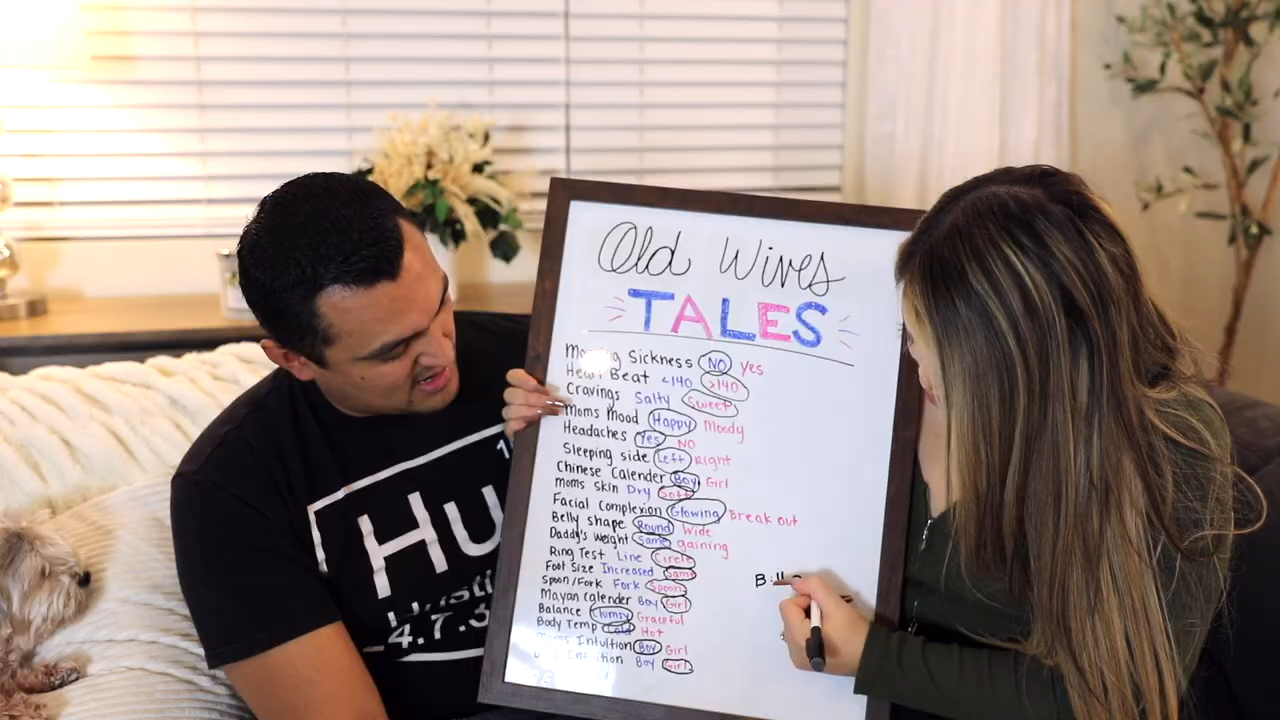 Old Wives
TALES
Morning Sickness NO Yes
Heart Beat <140 >140
Cravings Salty Sweet
Moms Mood Happy Moody
Headaches Yes NO
Sleeping side Left Right
Chinese Calender Boy Girl
Moms Skin Dry Soft
Facial Complexion Glowing Break out
Belly shape Round Wide
Daddy's Weight Same gaining
Ring Test Line Circle
Foot Size Increased Same
Spoon/Fork Fork Spoon
Mayan Calender Boy Girl
Balance Clumsy Graceful
Body Temp Cold Hot
Moms Intuition Boy Girl
Intuition Boy Girl
Hu
4.7.3